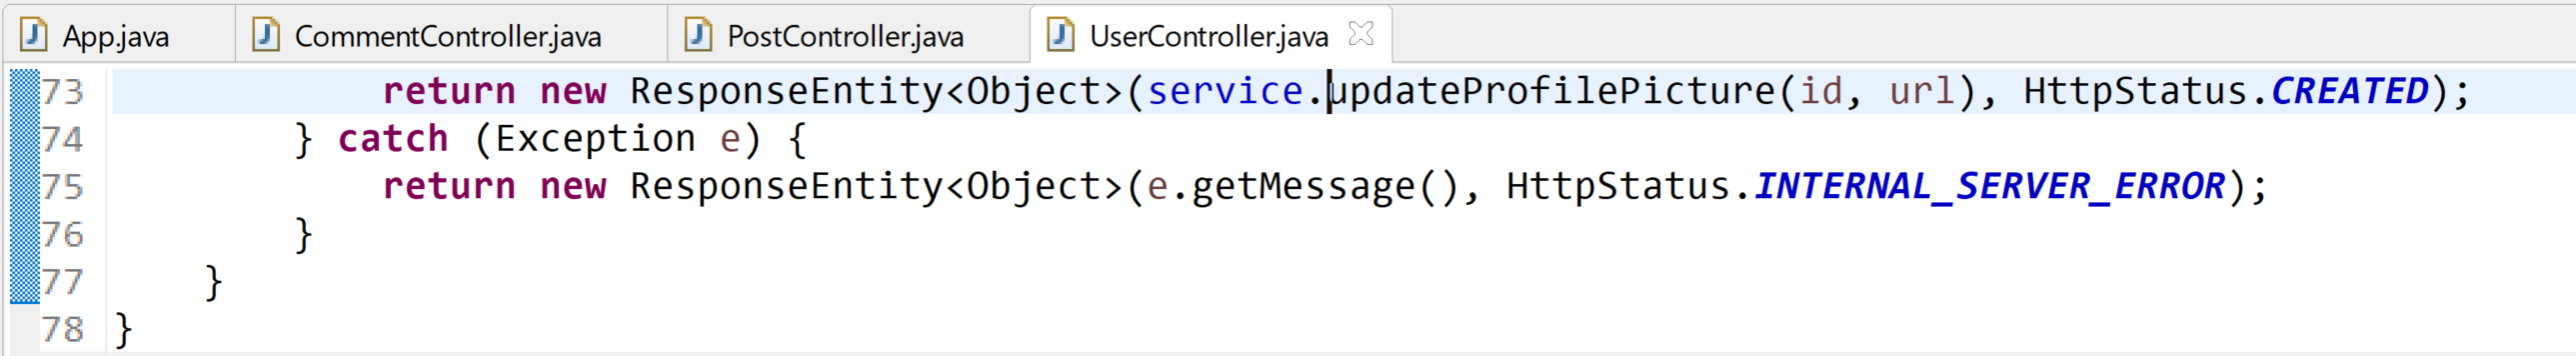 App.java CommentController.java PostController.java UserController.java
73 return new ResponseEntity<Object>(service.updateProfilePicture(id, url), HttpStatus.CREATED);
74 } catch (Exception e) {
75 return new ResponseEntity<Object>(e.getMessage(), HttpStatus.INTERNAL_SERVER_ERROR);
76 }
77 }
78 }